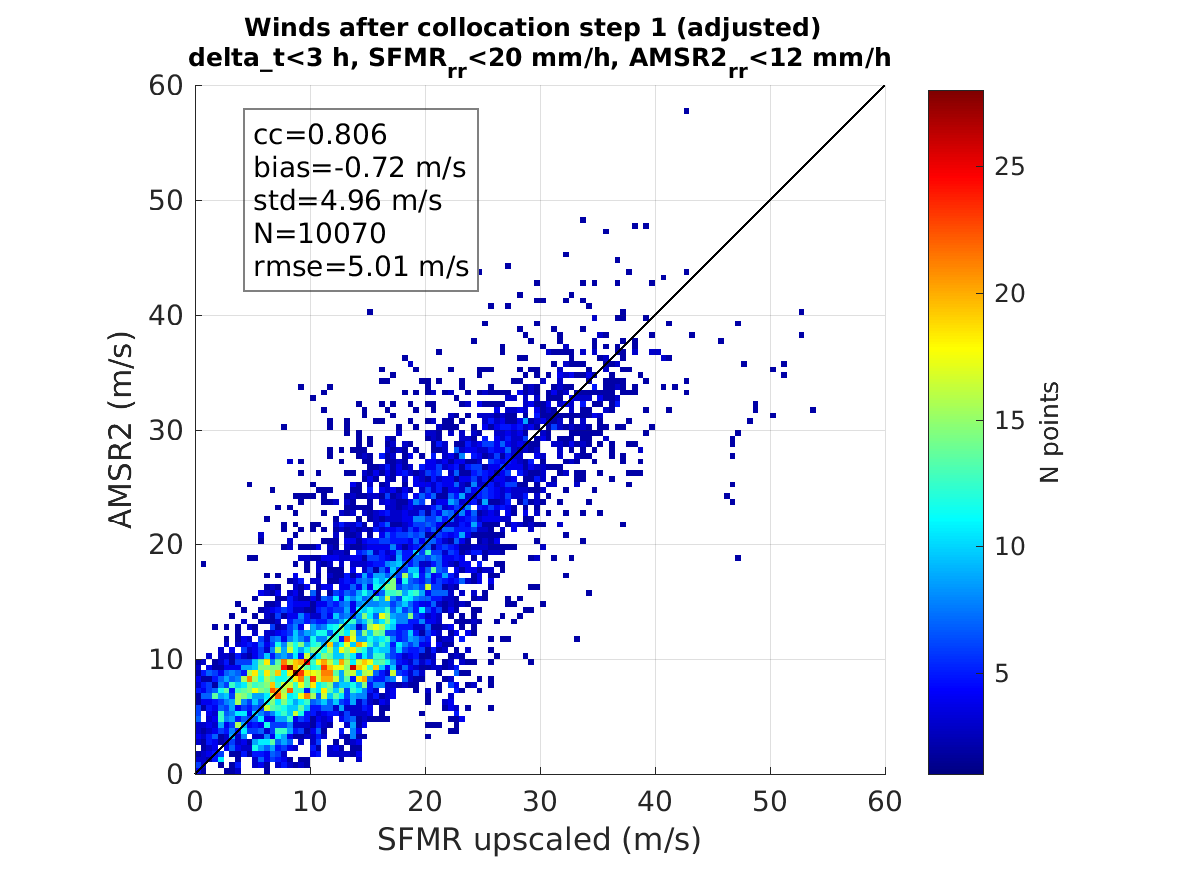 Winds after collocation step 1 (adjusted)
delta_t<3 h, SFMR_rr<20 mm/h, AMSR2_rr<12 mm/h
cc=0.806
bias=-0.72 m/s
std=4.96 m/s
N=10070
rmse=5.01 m/s
60
50
40
30
20
10
0
AMSR2 (m/s)
0 10 20 30 40 50 60
SFMR upscaled (m/s)
25
20
15
10
5
N points